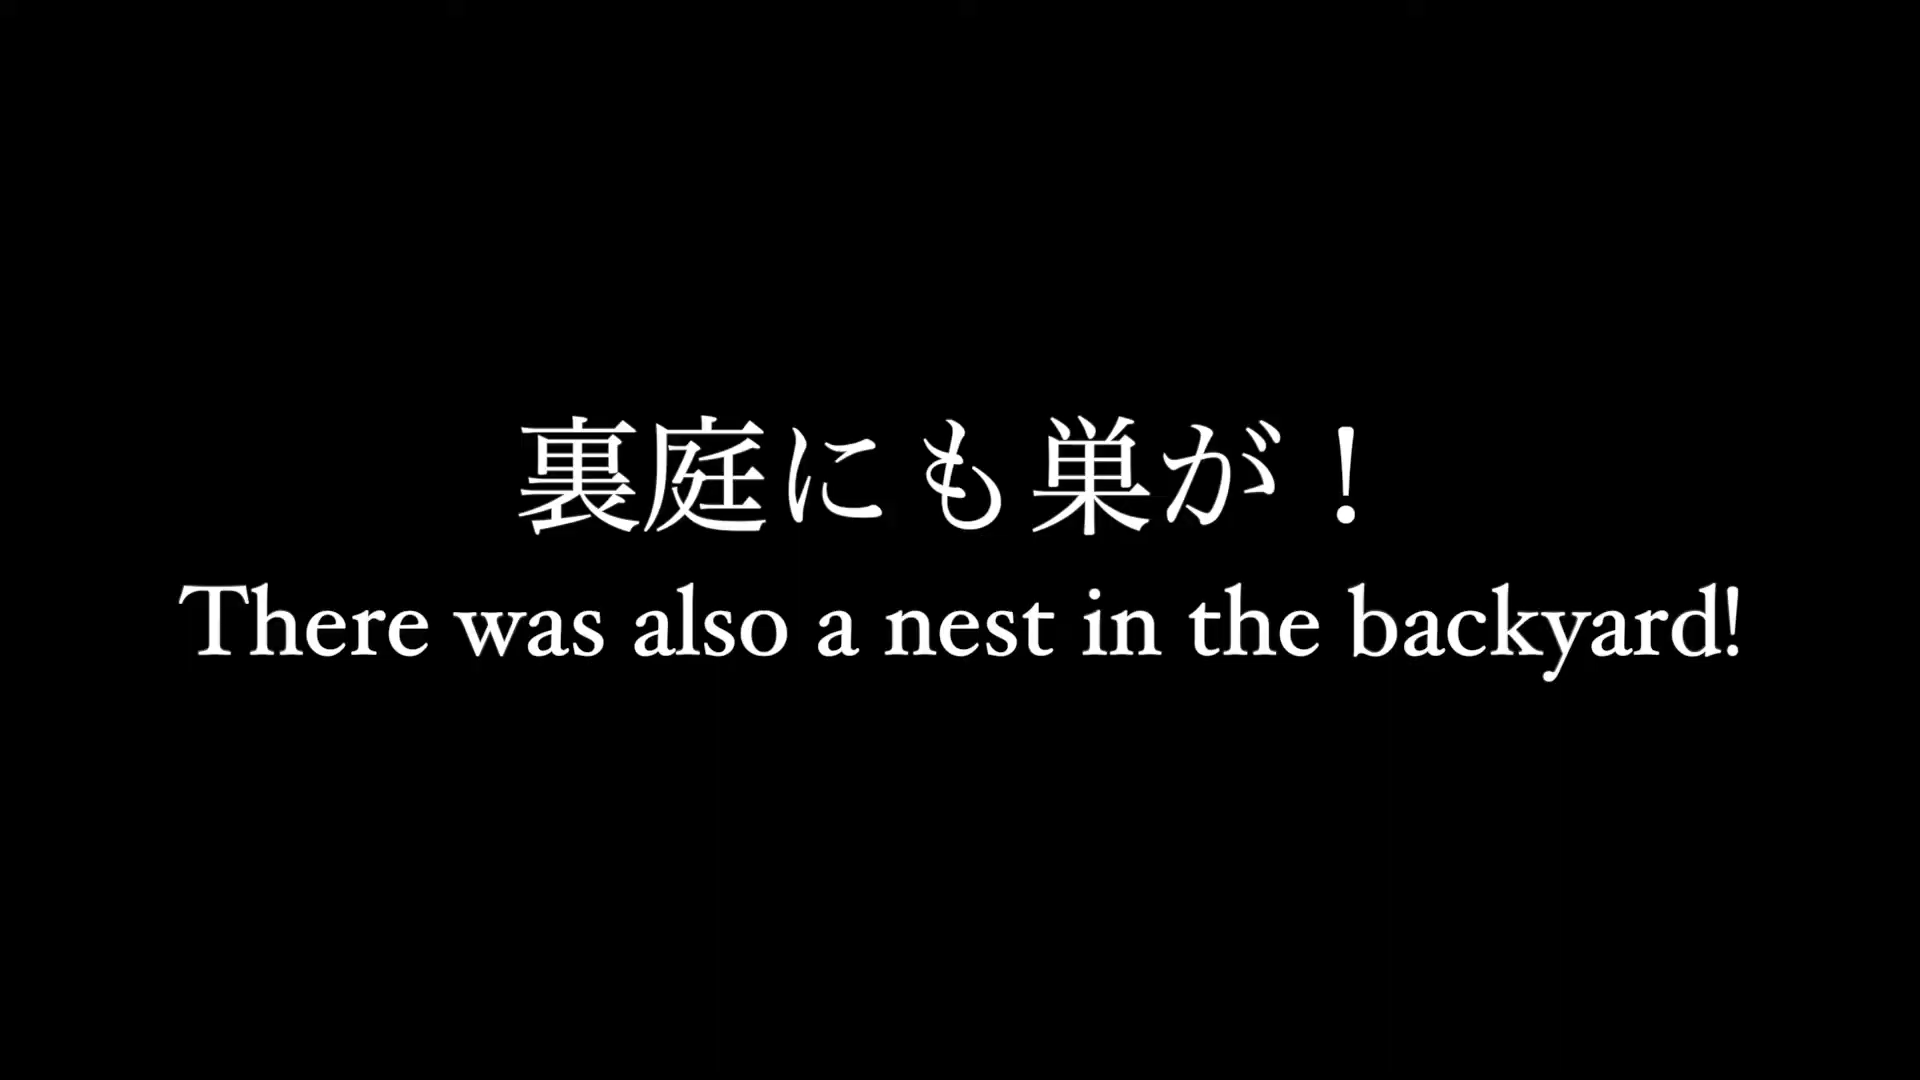 裏庭にも巣が！
There was also a nest in the backyard!